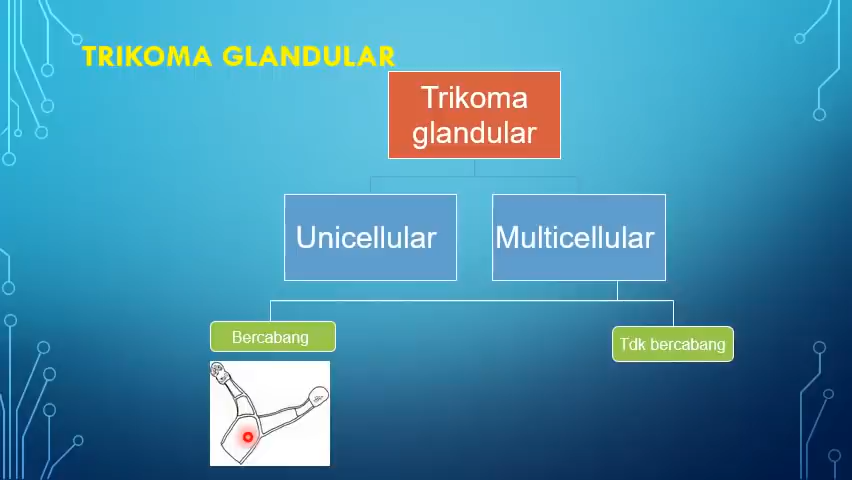 TRIKOMA GLANDULAR
Trikoma
glandular
Unicellular
Multicellular
Bercabang
Tdk bercabang